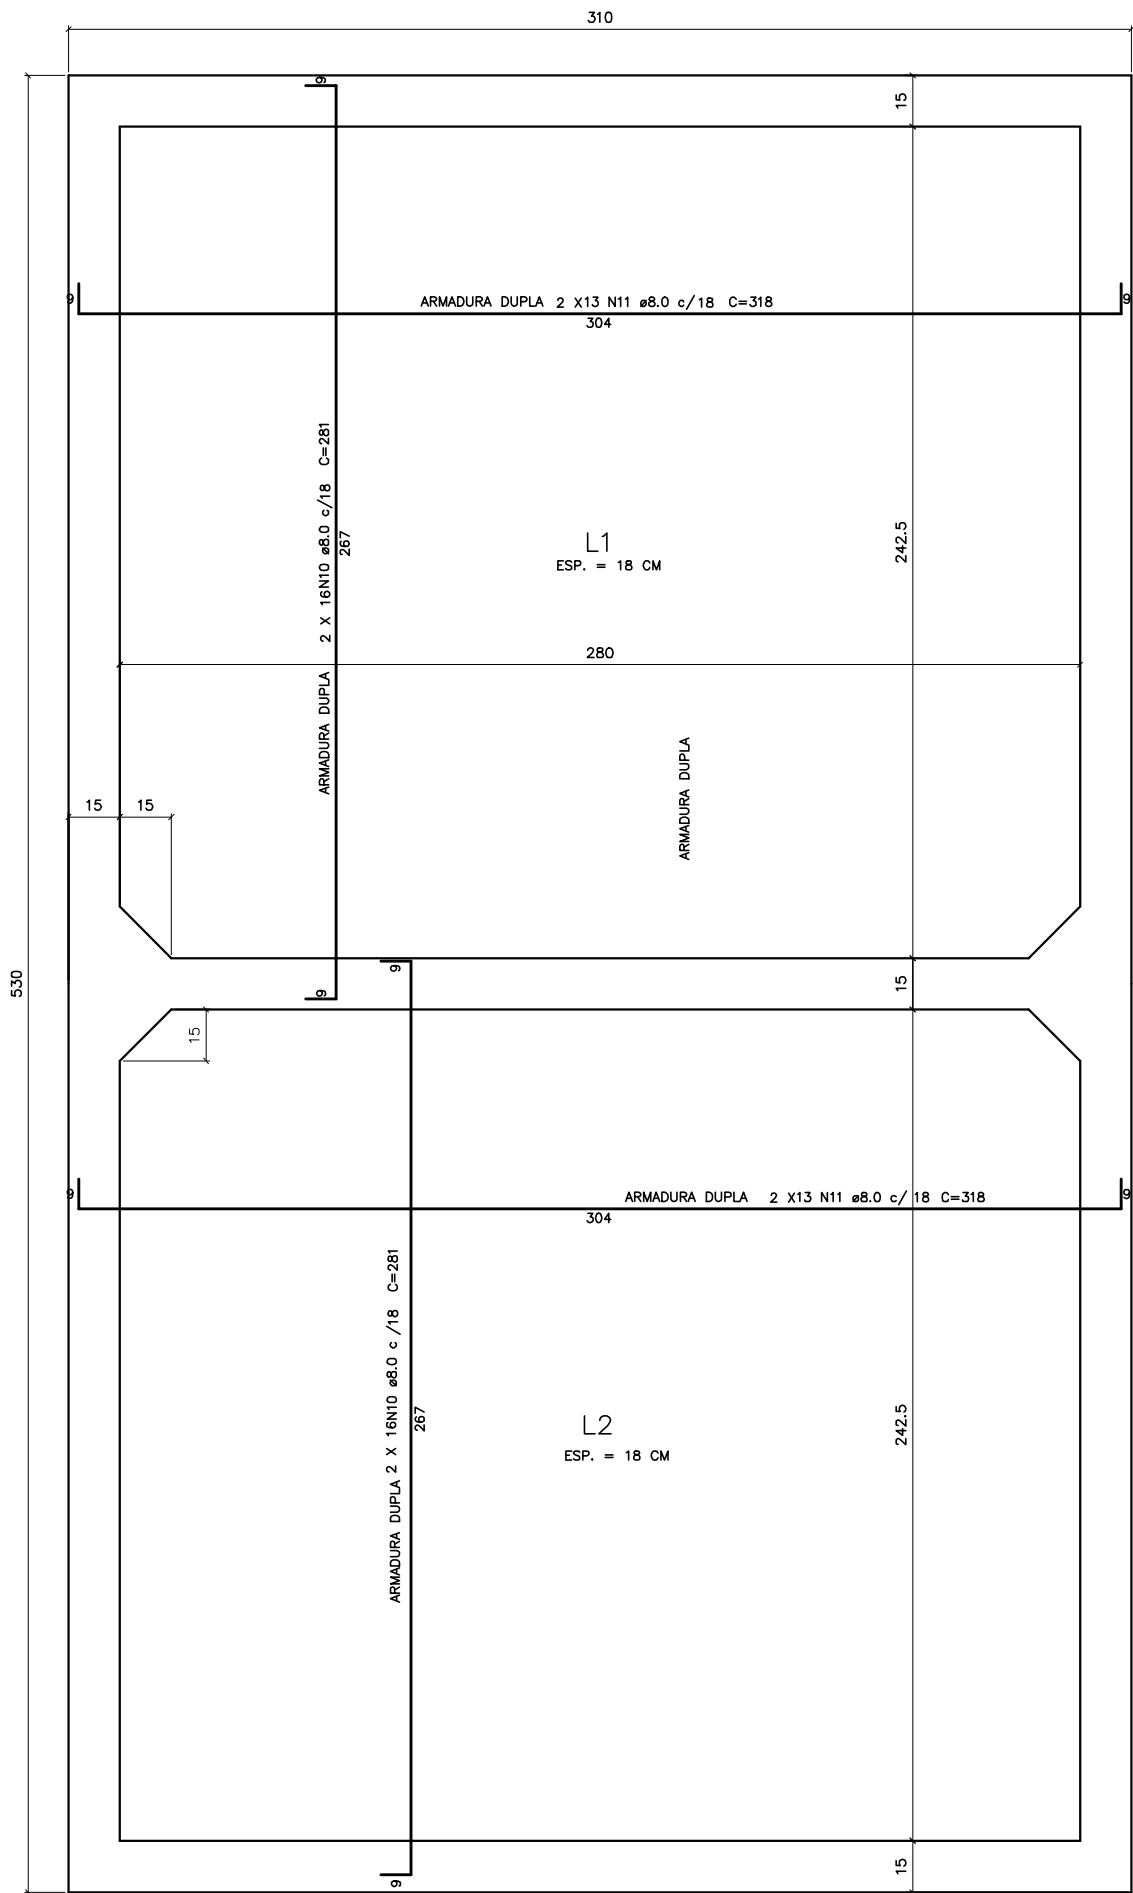 310
9
15
9
ARMADURA DUPLA 2 X13 N11 ø8.0 c/18 C=318
9
304
ARMADURA DUPLA 2 X 16N10 ø8.0 c/18 C=281
267
L1
ESP. = 18 CM
242.5
280
ARMADURA DUPLA
15
15
530
9
9
15
15
9
ARMADURA DUPLA 2 X13 N11 ø8.0 c/ 18 C=318
9
304
ARMADURA DUPLA 2 X 16N10 ø8.0 c /18 C=281
267
L2
ESP. = 18 CM
242.5
15
9